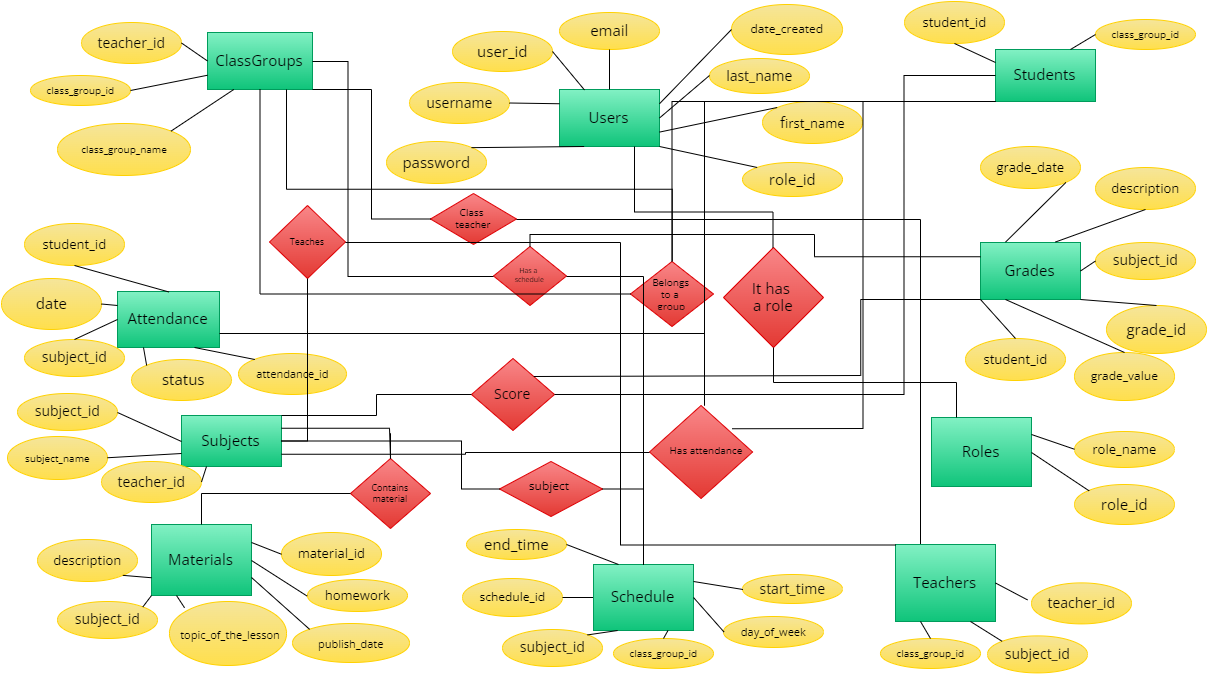 student_id
email
date_created
class_group_id
teacher_id
user_id
ClassGroups
last_name
Students
class_group_id
username
Users
first_name
class_group_name
password
role_id
grade_date
description
Class
teacher
student_id
Teaches
subject_id
Has a
schedule
Grades
date
Belongs
to a
group
It has
a role
Attendance
grade_id
subject_id
student_id
status
attendance_id
grade_value
Score
subject_id
Subjects
role_name
subject_name
Has attendance
Roles
teacher_id
subject
Contains
material
role_id
end_time
material_id
description
Materials
Teachers
start_time
homework
schedule_id
Schedule
teacher_id
subject_id
topic_of_the_lesson
publish_date
day_of_week
subject_id
class_group_id
class_group_id
subject_id